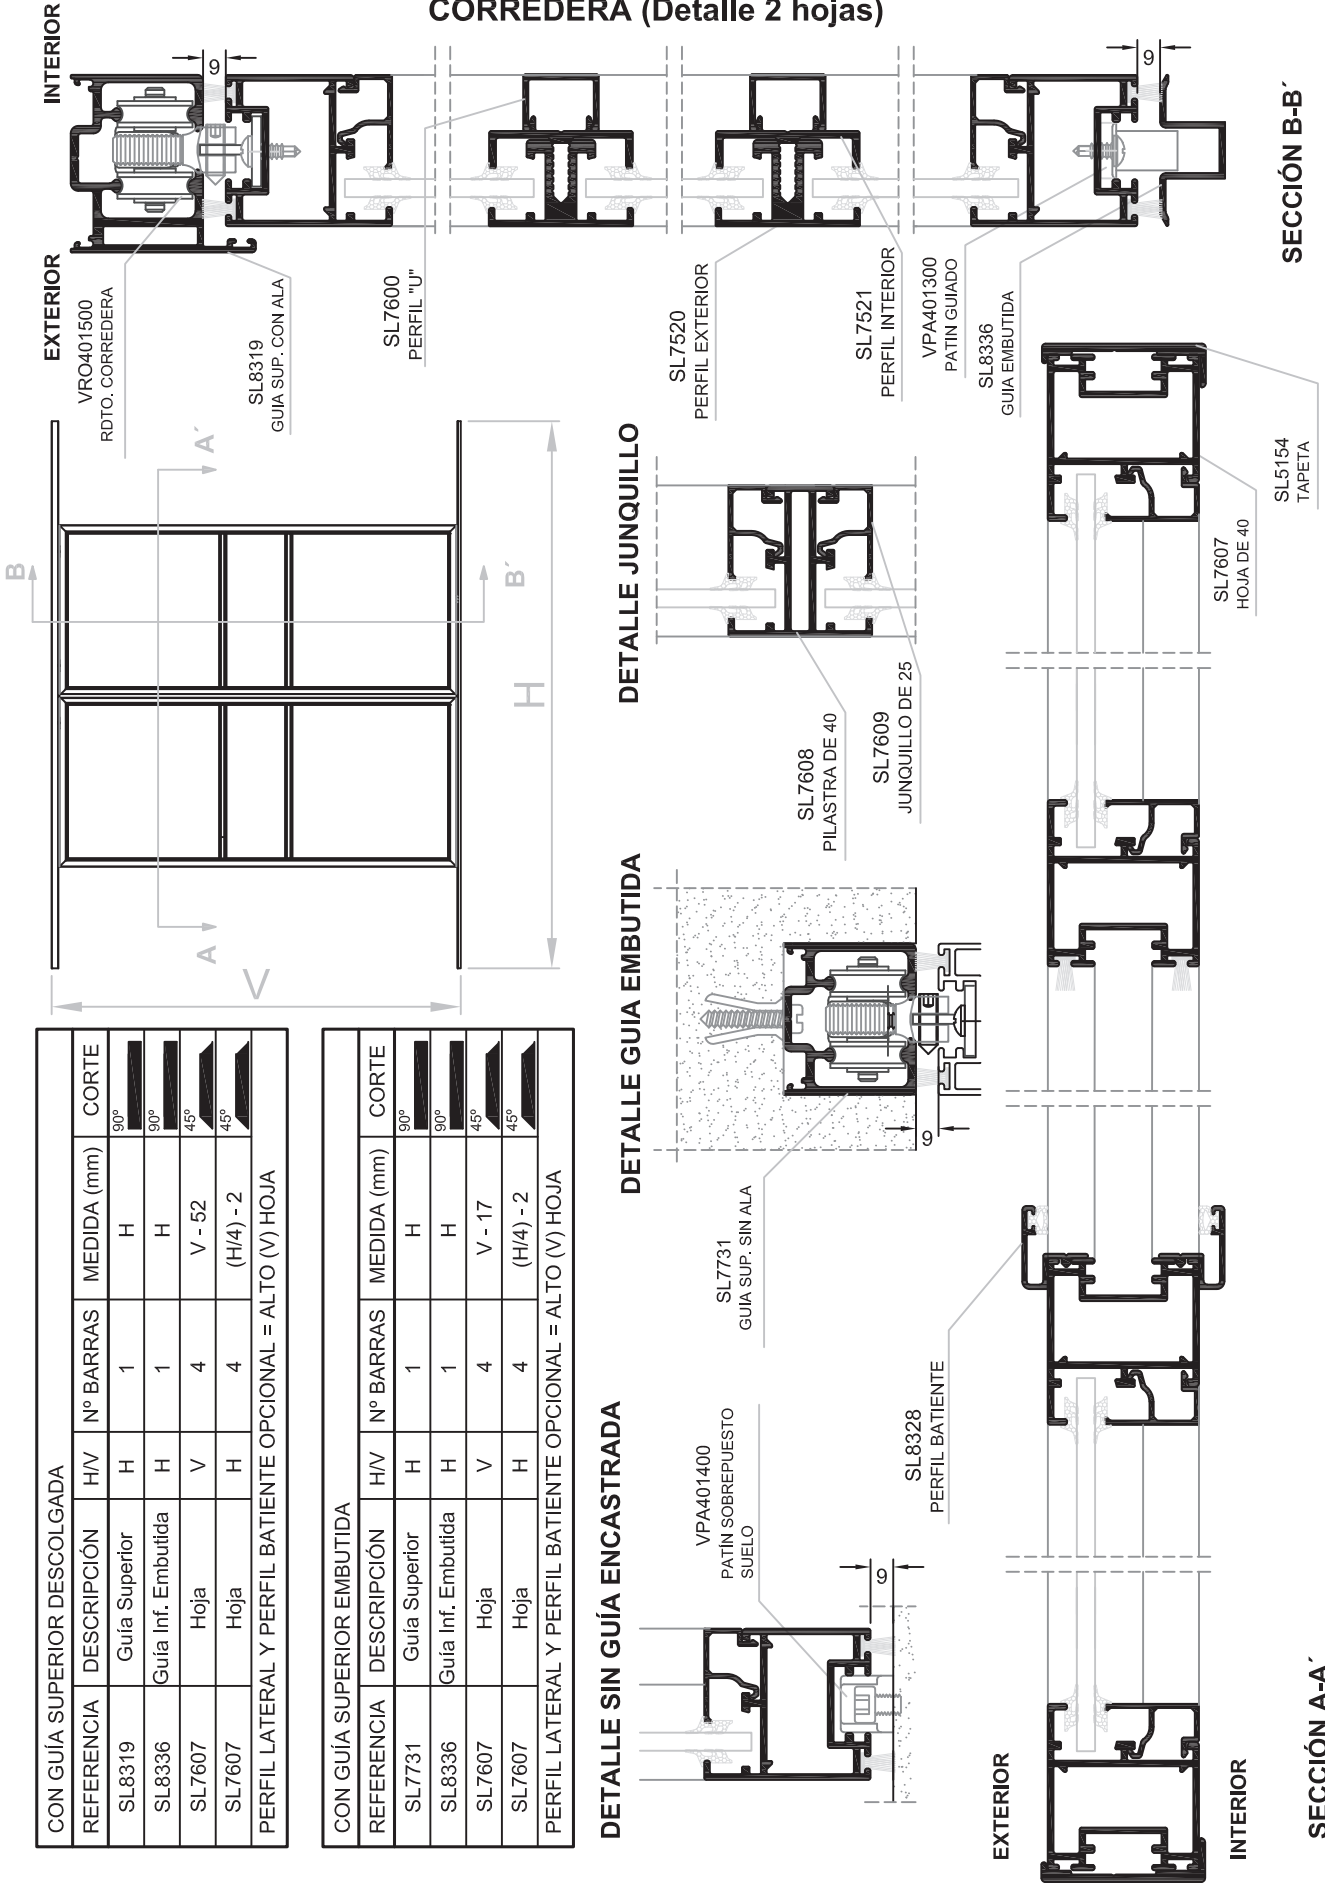 CORREDERA (Detalle 2 hojas)
CON GUÍA SUPERIOR DESCOLGADA
REFERENCIA DESCRIPCIÓN H/V Nº BARRAS MEDIDA (mm) CORTE
SL8319 Guía Superior H 1 H 90º
SL8336 Guía Inf. Embutida H 1 H 90º
SL7607 Hoja V 4 V - 52 45º
SL7607 Hoja H 4 (H/4) - 2 45º
PERFIL LATERAL Y PERFIL BATIENTE OPCIONAL = ALTO (V) HOJA
CON GUÍA SUPERIOR EMBUTIDA
REFERENCIA DESCRIPCIÓN H/V Nº BARRAS MEDIDA (mm) CORTE
SL7731 Guía Superior H 1 H 90º
SL8336 Guía Inf. Embutida H 1 H 90º
SL7607 Hoja V 4 V - 17 45º
SL7607 Hoja H 4 (H/4) - 2 45º
PERFIL LATERAL Y PERFIL BATIENTE OPCIONAL = ALTO (V) HOJA
B
B´
A
A´
V
H
EXTERIOR
INTERIOR
9
VRO401500
RDTO. CORREDERA
SL8319
GUIA SUP. CON ALA
SL7600
PERFIL "U"
SL7520
PERFIL EXTERIOR
SL7521
PERFIL INTERIOR
VPA401300
PATIN GUIADO
SL8336
GUIA EMBUTIDA
9
SECCIÓN B-B´
DETALLE SIN GUÍA ENCASTRADA
VPA401400
PATÍN SOBREPUESTO
SUELO
9
DETALLE GUIA EMBUTIDA
SL7731
GUIA SUP. SIN ALA
9
DETALLE JUNQUILLO
SL7608
PILASTRA DE 40
SL7609
JUNQUILLO DE 25
EXTERIOR
INTERIOR
SL8328
PERFIL BATIENTE
SL7607
HOJA DE 40
SL5154
TAPETA
SECCIÓN A-A´